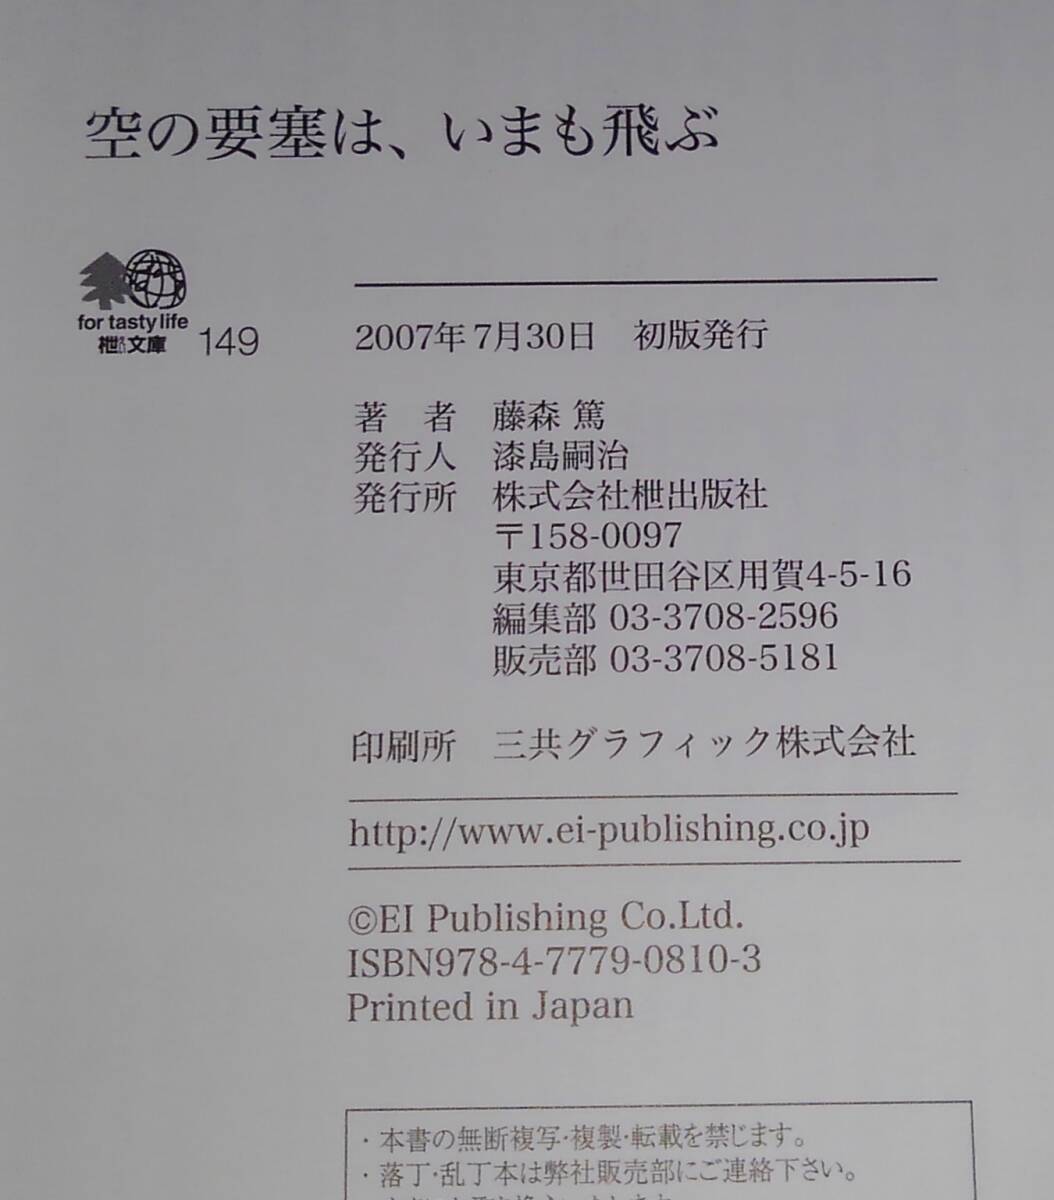 空の要塞は、いまも飛ぶ
for tasty life
枻文庫 149
2007年7月30日 初版発行
著 者 藤森 篤
発行人 漆島嗣治
発行所 株式会社枻出版社
〒158-0097
東京都世田谷区用賀4-5-16
編集部 03-3708-2596
販売部 03-3708-5181
印刷所 三共グラフィック株式会社
http://www.ei-publishing.co.jp
©EI Publishing Co.Ltd.
ISBN978-4-7779-0810-3
Printed in Japan
・本書の無断複写・複製・転載を禁じます。
・落丁・乱丁本は弊社販売部にご連絡下さい。